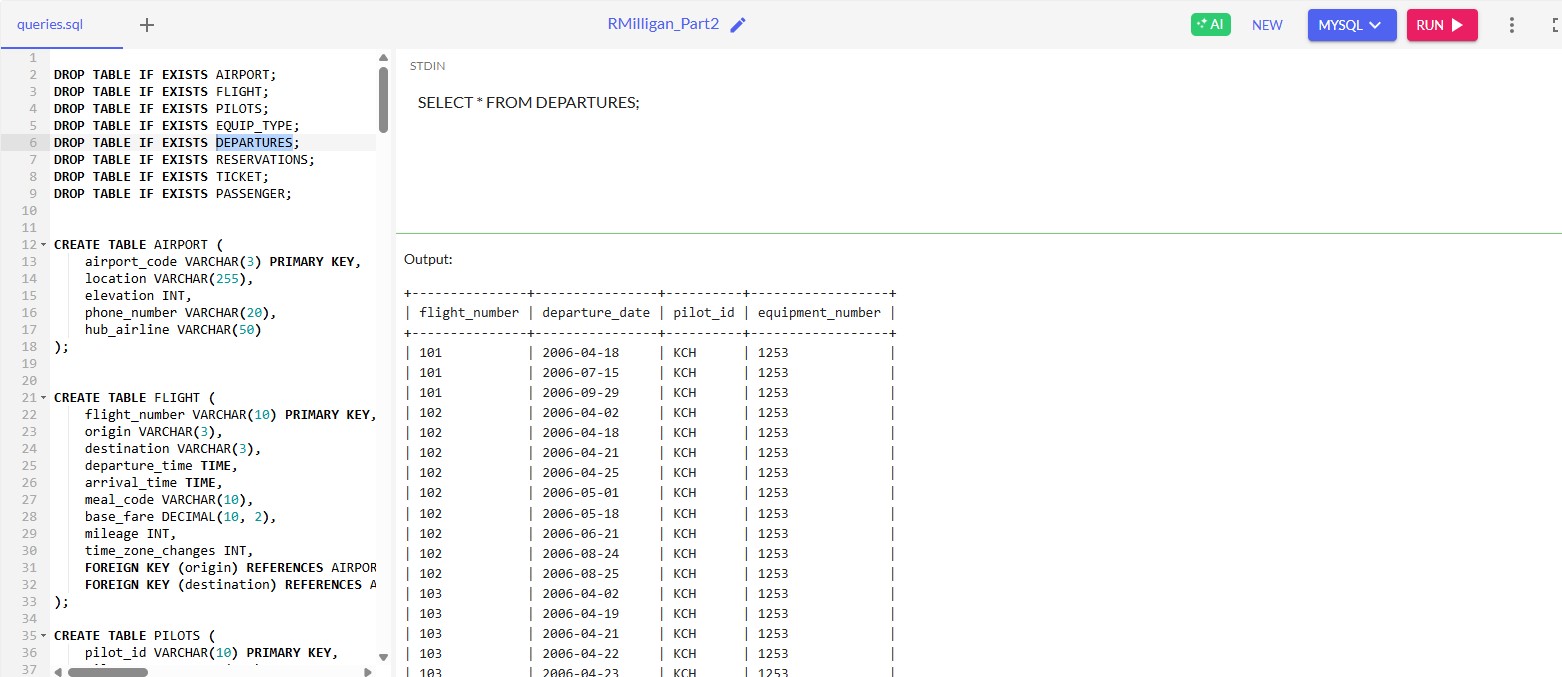 queries.sql
RMilligan_Part2
AI NEW MYSQL RUN
1
2 DROP TABLE IF EXISTS AIRPORT;
3 DROP TABLE IF EXISTS FLIGHT;
4 DROP TABLE IF EXISTS PILOTS;
5 DROP TABLE IF EXISTS EQUIP_TYPE;
6 DROP TABLE IF EXISTS DEPARTURES;
7 DROP TABLE IF EXISTS RESERVATIONS;
8 DROP TABLE IF EXISTS TICKET;
9 DROP TABLE IF EXISTS PASSENGER;
10
11
12 CREATE TABLE AIRPORT (
13 airport_code VARCHAR(3) PRIMARY KEY,
14 location VARCHAR(255),
15 elevation INT,
16 phone_number VARCHAR(20),
17 hub_airline VARCHAR(50)
18 );
19
20
21 CREATE TABLE FLIGHT (
22 flight_number VARCHAR(10) PRIMARY KEY,
23 origin VARCHAR(3),
24 destination VARCHAR(3),
25 departure_time TIME,
26 arrival_time TIME,
27 meal_code VARCHAR(10),
28 base_fare DECIMAL(10, 2),
29 mileage INT,
30 time_zone_changes INT,
31 FOREIGN KEY (origin) REFERENCES AIRPOR
32 FOREIGN KEY (destination) REFERENCES A
33 );
34
35 CREATE TABLE PILOTS (
36 pilot_id VARCHAR(10) PRIMARY KEY,
37
STDIN
SELECT * FROM DEPARTURES;
Output:
+---------------+----------------+----------+------------------+
| flight_number | departure_date | pilot_id | equipment_number |
+---------------+----------------+----------+------------------+
| 101 | 2006-04-18 | KCH | 1253 |
| 101 | 2006-07-15 | KCH | 1253 |
| 101 | 2006-09-29 | KCH | 1253 |
| 102 | 2006-04-02 | KCH | 1253 |
| 102 | 2006-04-18 | KCH | 1253 |
| 102 | 2006-04-21 | KCH | 1253 |
| 102 | 2006-04-25 | KCH | 1253 |
| 102 | 2006-05-01 | KCH | 1253 |
| 102 | 2006-05-18 | KCH | 1253 |
| 102 | 2006-06-21 | KCH | 1253 |
| 102 | 2006-08-24 | KCH | 1253 |
| 102 | 2006-08-25 | KCH | 1253 |
| 103 | 2006-04-02 | KCH | 1253 |
| 103 | 2006-04-19 | KCH | 1253 |
| 103 | 2006-04-21 | KCH | 1253 |
| 103 | 2006-04-22 | KCH | 1253 |
| 103 | 2006-04-23 | KCH | 1253 |